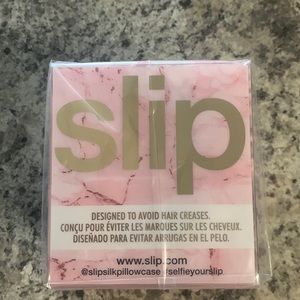 slip
DESIGNED TO AVOID HAIR CREASES.
CONÇU POUR ÉVITER LES MARQUES SUR LES CHEVEUX.
DISEÑADO PARA EVITAR ARRUGAS EN EL PELO.
www.slip.com
@slipsilkpillowcase #selfieyourslip